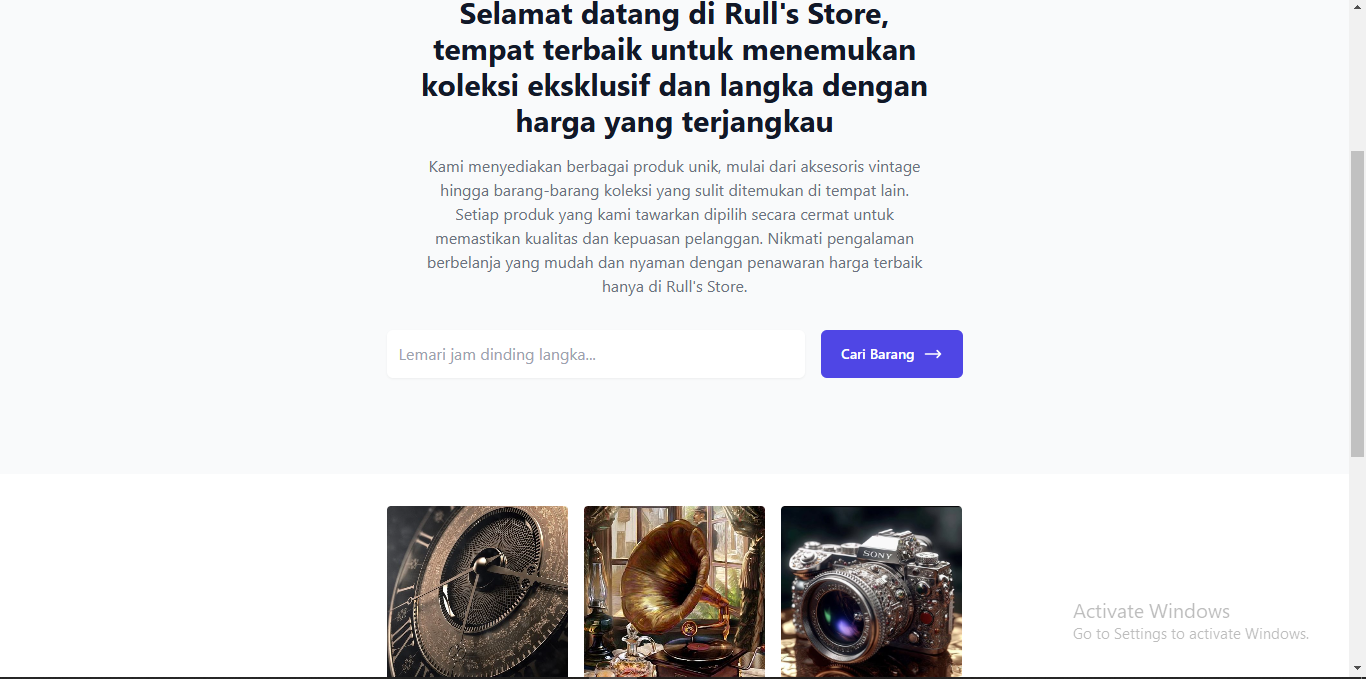 Selamat datang di Rull's Store,
tempat terbaik untuk menemukan
koleksi eksklusif dan langka dengan
harga yang terjangkau
Kami menyediakan berbagai produk unik, mulai dari aksesoris vintage
hingga barang-barang koleksi yang sulit ditemukan di tempat lain.
Setiap produk yang kami tawarkan dipilih secara cermat untuk
memastikan kualitas dan kepuasan pelanggan. Nikmati pengalaman
berbelanja yang mudah dan nyaman dengan penawaran harga terbaik
hanya di Rull's Store.
Lemari jam dinding langka...
Cari Barang
SONY
Activate Windows
Go to Settings to activate Windows.